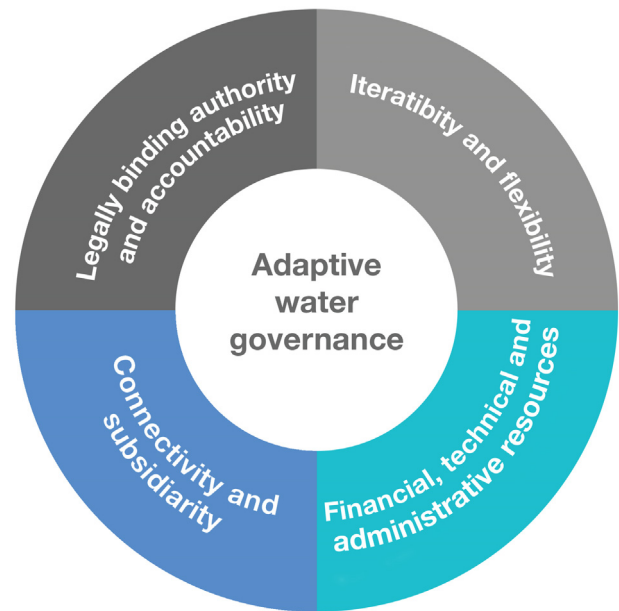 Legally binding authority
and accountability
Iteratibity and flexibility
Adaptive
water
governance
Connectivity and
subsidiarity
Financial, technical and
administrative resources